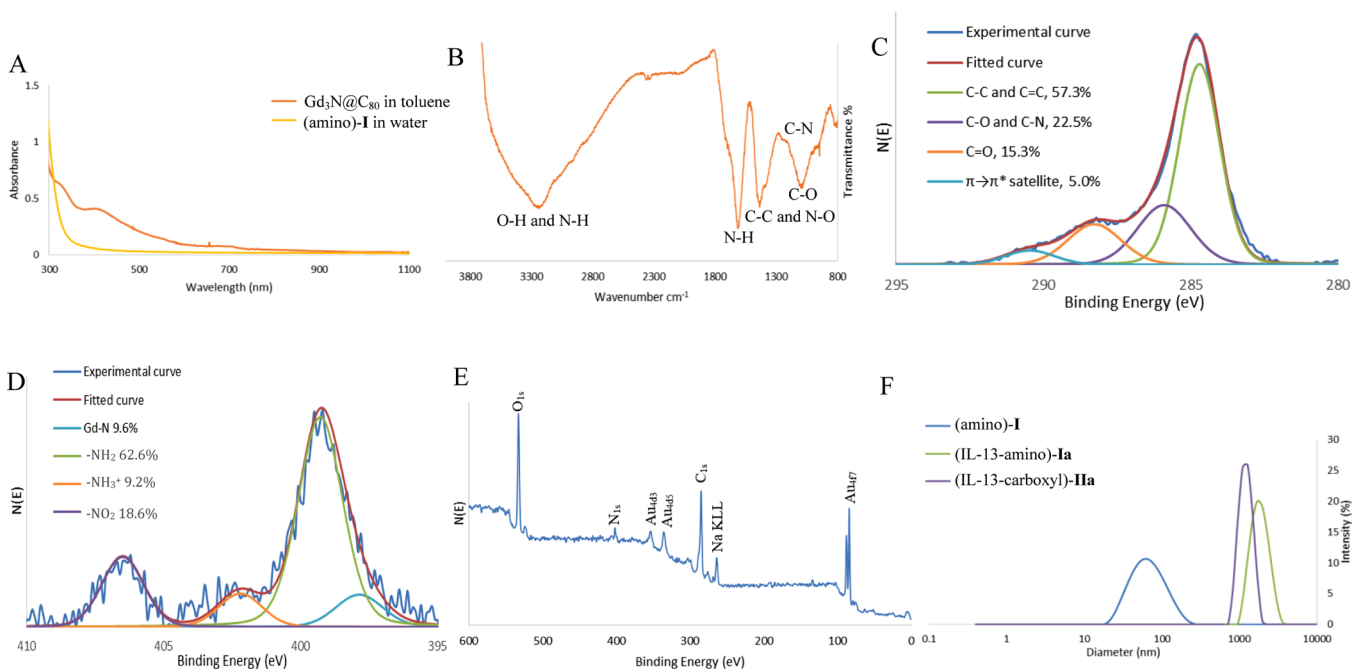 A
1.5
1
0.5
0
Absorbance
300
500
700
900
1100
Wavelength (nm)
Gd₃N@C₈₀ in toluene
(amino)-I in water
B
O-H and N-H
N-H
C-C and N-O
C-O
C-N
Transmittance %
3800
3300
2800
2300
1800
1300
800
Wavenumber cm⁻¹
C
Experimental curve
Fitted curve
C-C and C=C, 57.3%
C-O and C-N, 22.5%
C=O, 15.3%
π→π* satellite, 5.0%
N(E)
295
290
285
280
Binding Energy (eV)
D
Experimental curve
Fitted curve
Gd-N 9.6%
-NH₂ 62.6%
-NH₃⁺ 9.2%
-NO₂ 18.6%
N(E)
410
405
400
395
Binding Energy (eV)
E
O₁s
N₁s
Au₄d₃
Au₄d₅
C₁s
Na KLL
Au₄f₇
N(E)
600
500
400
300
200
100
0
Binding Energy (eV)
F
(amino)-I
(IL-13-amino)-Ia
(IL-13-carboxyl)-IIa
30
25
20
15
10
5
0
Intensity (%)
0.1
1
10
100
1000
10000
Diameter (nm)